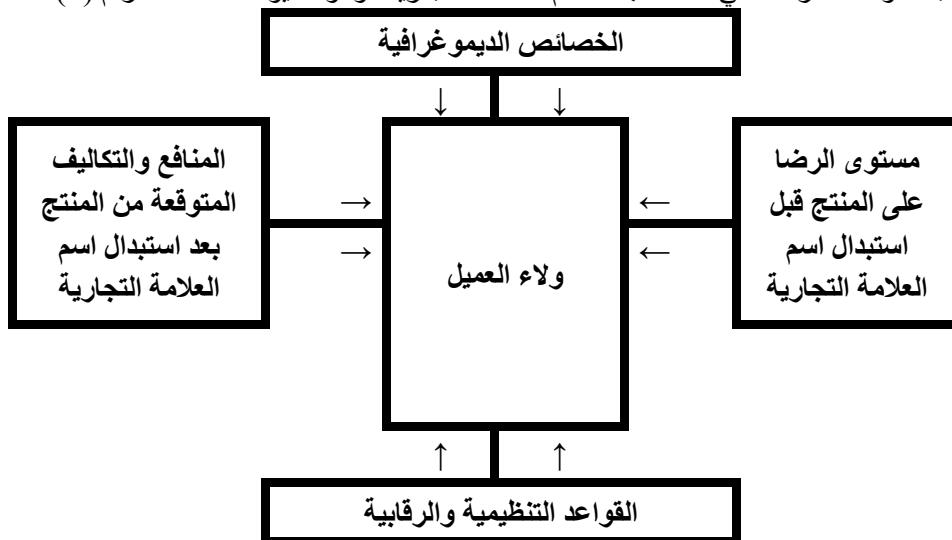 الخصائص الديموغرافية
↓ ↓
مستوى الرضا
على المنتج قبل
استبدال اسم
العلامة التجارية
← ←
ولاء العميل
→ →
المنافع والتكاليف
المتوقعة من المنتج
بعد استبدال اسم
العلامة التجارية
↑ ↑
القواعد التنظيمية والرقابية